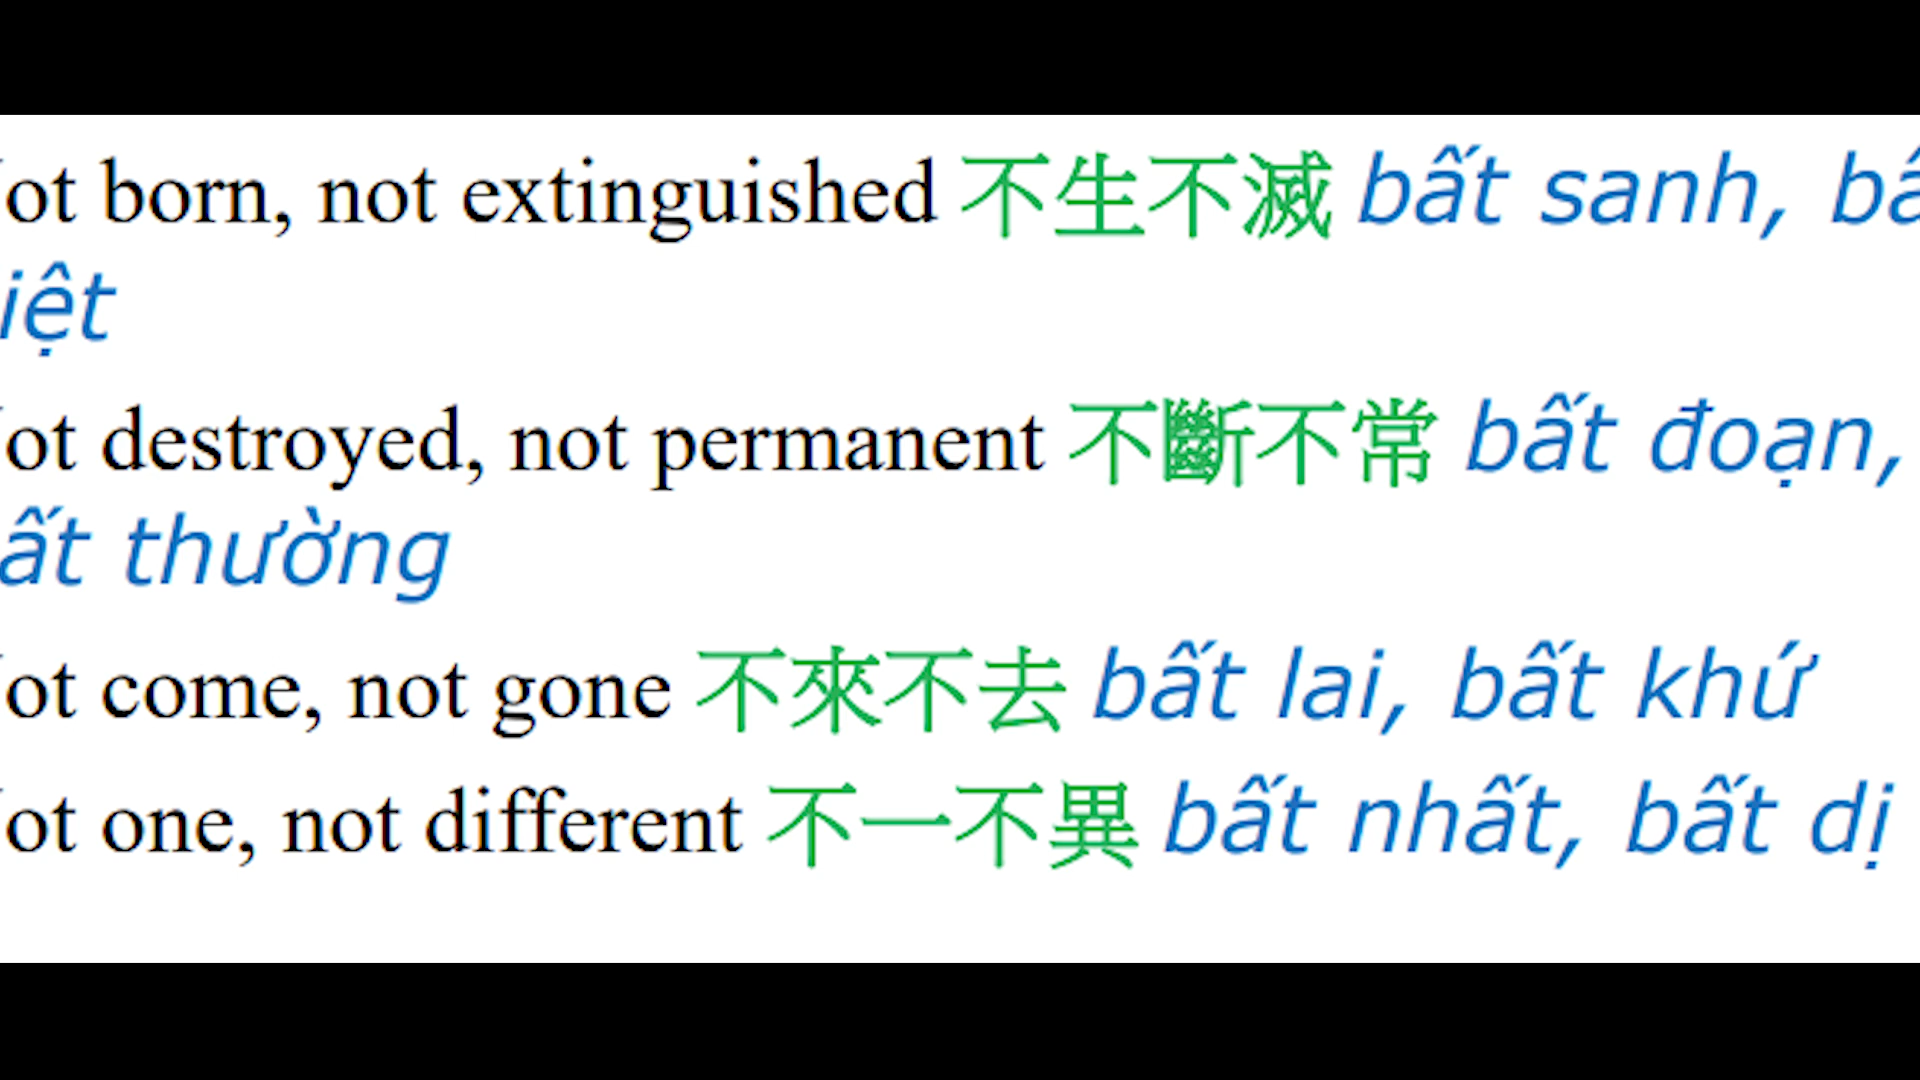 ot born, not extinguished 不生不滅 bất sanh, bấ
iệt
ot destroyed, not permanent 不斷不常 bất đoạn,
ất thường
ot come, not gone 不來不去 bất lai, bất khứ
ot one, not different 不一不異 bất nhất, bất dị